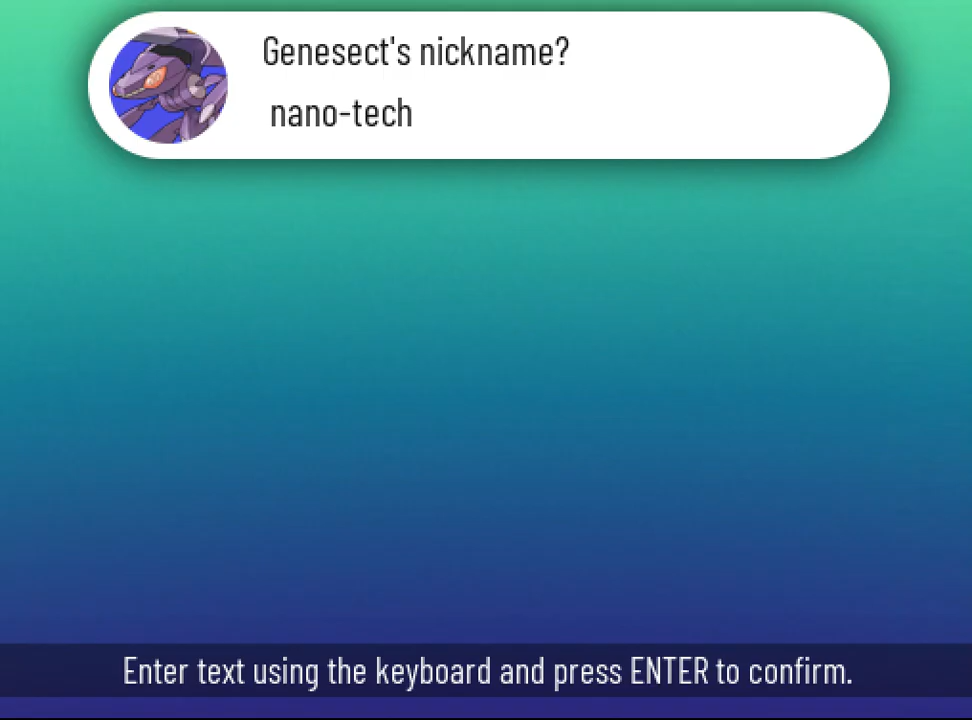 Genesect's nickname?
nano-tech
Enter text using the keyboard and press ENTER to confirm.